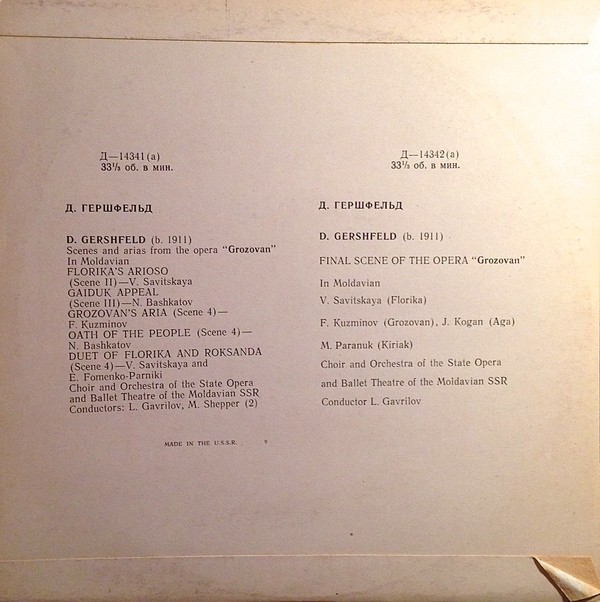 Д—14341(а)
33⅓ об. в мин.
Д. ГЕРШФЕЛЬД
D. GERSHFELD (b. 1911)
Scenes and arias from the opera “Grozovan”
In Moldavian
FLORIKA'S ARIOSO
(Scene II)—V. Savitskaya
GAIDUK APPEAL
(Scene III)—N. Bashkatov
GROZOVAN'S ARIA (Scene 4)—
F. Kuzminov
OATH OF THE PEOPLE (Scene 4)—
N. Bashkatov
DUET OF FLORIKA AND ROKSANDA
(Scene 4)—V. Savitskaya and
E. Fomenko-Parniki
Choir and Orchestra of the State Opera
and Ballet Theatre of the Moldavian SSR
Conductors: L. Gavrilov, M. Shepper (2)
MADE IN THE U.S.S.R. 9
Д—14342(а)
33⅓ об. в мин.
Д. ГЕРШФЕЛЬД
D. GERSHFELD (b. 1911)
FINAL SCENE OF THE OPERA “Grozovan”
In Moldavian
V. Savitskaya (Florika)
F. Kuzminov (Grozovan), J. Kogan (Aga)
M. Paranuk (Kiriak)
Choir and Orchestra of the State Opera
and Ballet Theatre of the Moldavian SSR
Conductor L. Gavrilov